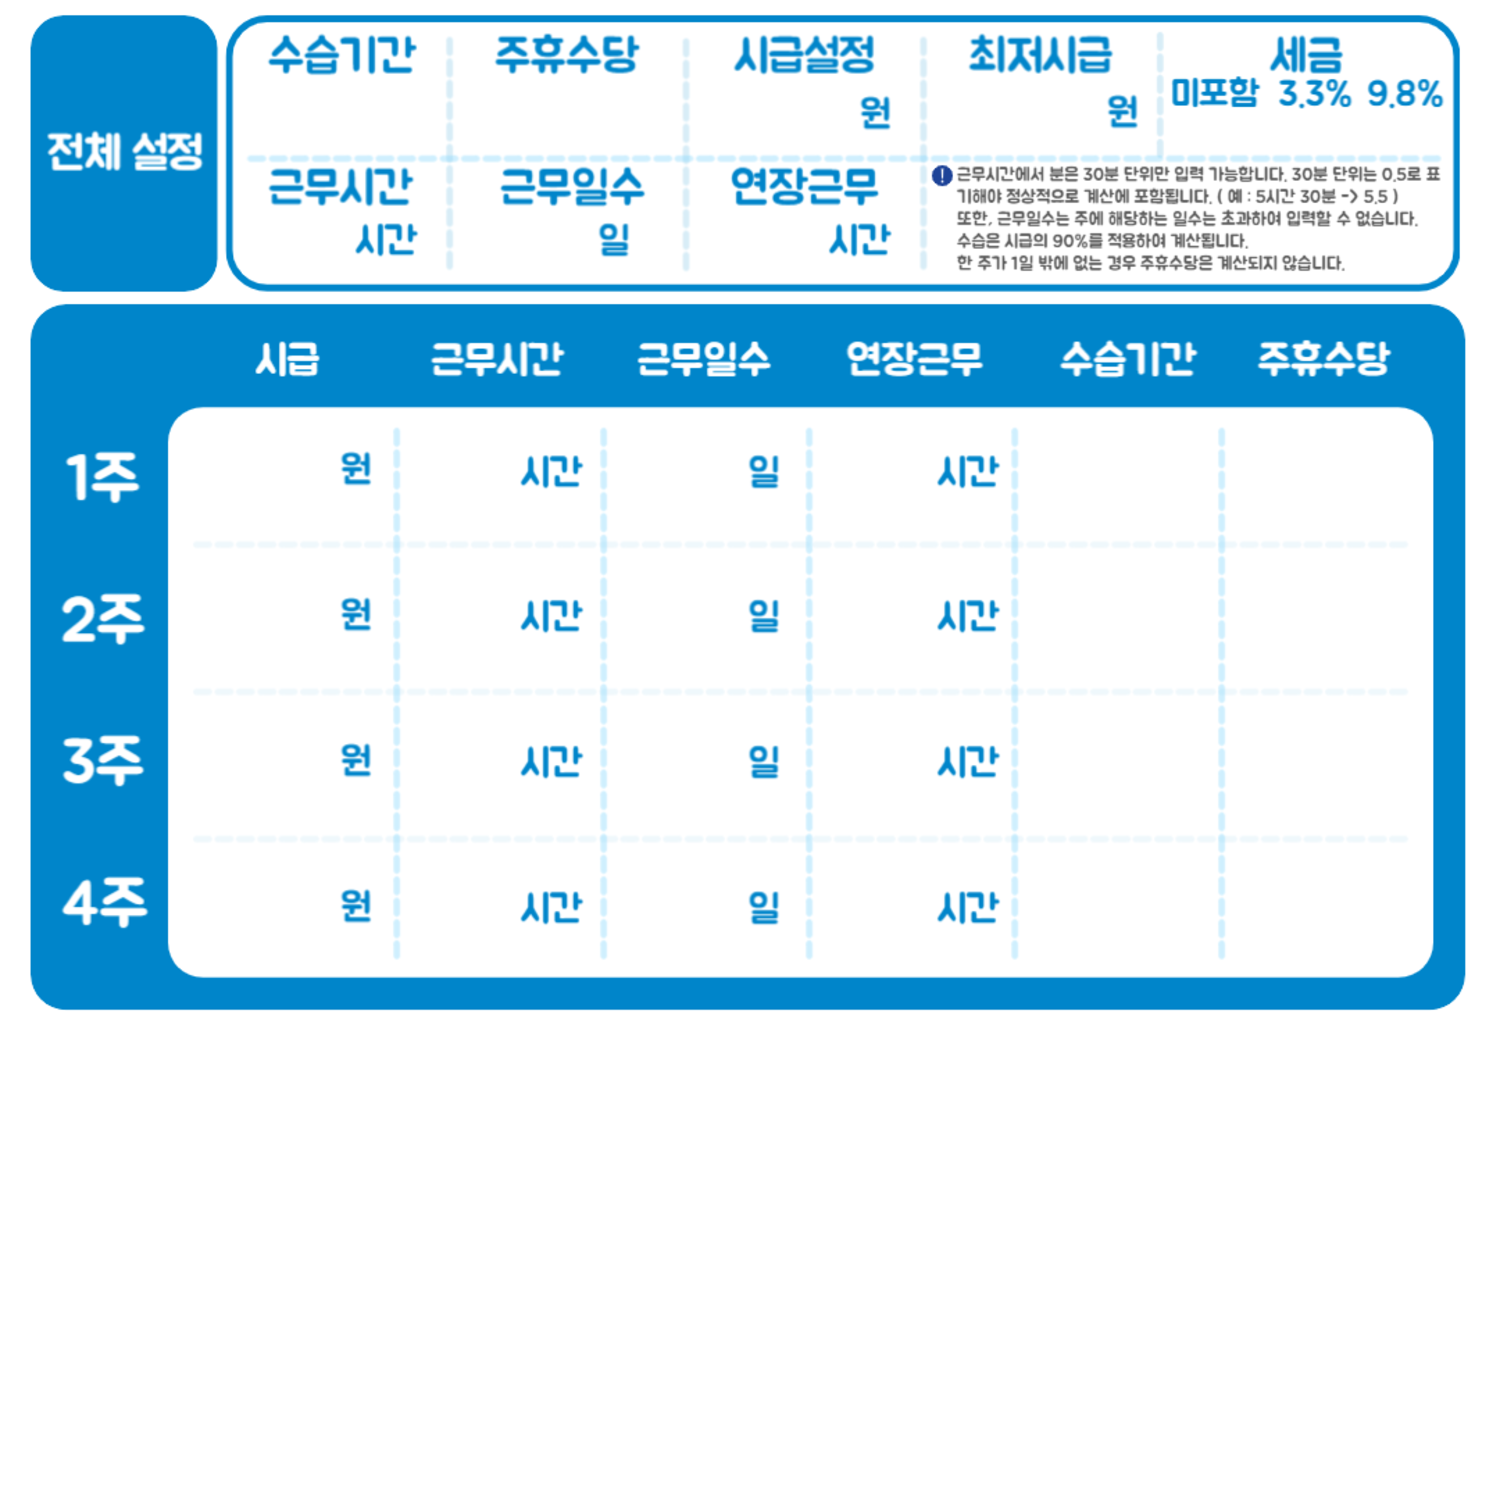 전체 설정
수습기간 주휴수당 시급설정 최저시급 세금
원 원 미포함 3.3% 9.8%
근무시간 근무일수 연장근무
시간 일 시간
! 근무시간에서 분은 30분 단위만 입력 가능합니다. 30분 단위는 0.5로 표
기해야 정상적으로 계산에 포함됩니다. ( 예 : 5시간 30분 -> 5.5 )
또한, 근무일수는 주에 해당하는 일수는 초과하여 입력할 수 없습니다.
수습은 시급의 90%를 적용하여 계산됩니다.
한 주가 1일 밖에 없는 경우 주휴수당은 계산되지 않습니다.
시급 근무시간 근무일수 연장근무 수습기간 주휴수당
1주 원 시간 일 시간
2주 원 시간 일 시간
3주 원 시간 일 시간
4주 원 시간 일 시간